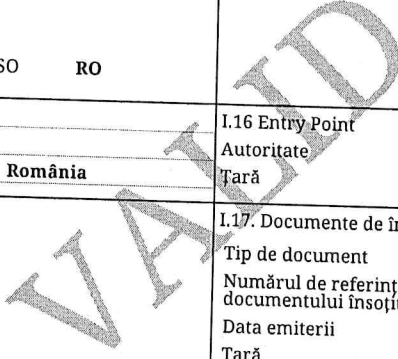 SO RO
I.16 Entry Point
Autoritate
România
Țară
I.17. Documente de în
Tip de document
Numărul de referinț
documentului însoțit
Data emiterii
Țară
VALID